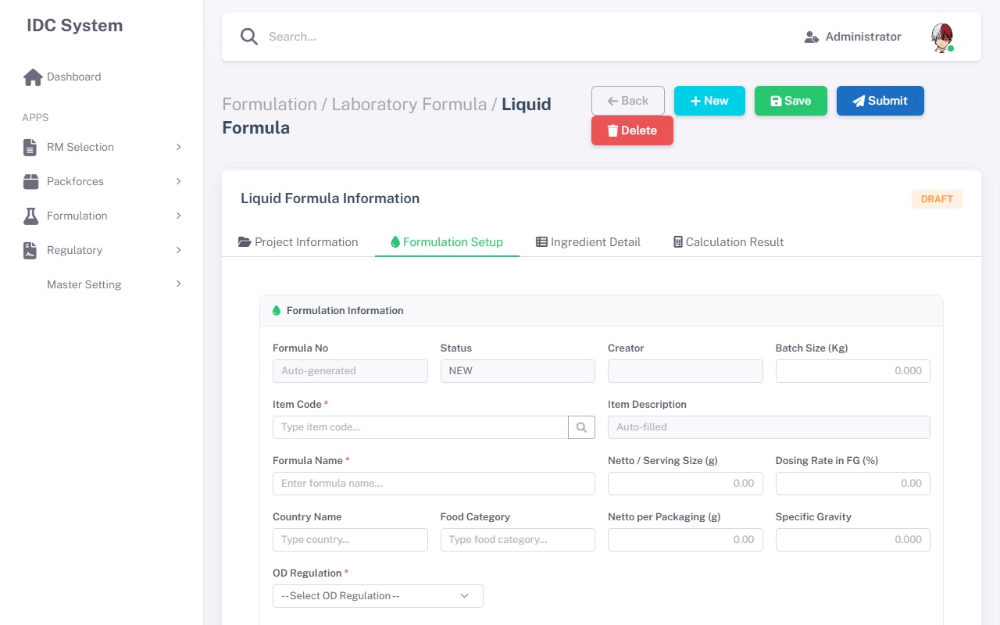 IDC System
Search...
Administrator
Dashboard
APPS
RM Selection
Packforces
Formulation
Regulatory
Master Setting
Formulation / Laboratory Formula / Liquid
Formula
Back
New
Save
Submit
Delete
Liquid Formula Information
DRAFT
Project Information
Formulation Setup
Ingredient Detail
Calculation Result
Formulation Information
Formula No
Status
Creator
Batch Size (Kg)
Auto-generated
NEW
0.000
Item Code *
Item Description
Type item code...
Auto-filled
Formula Name *
Netto / Serving Size (g)
Dosing Rate in FG (%)
Enter formula name...
0.00
0.00
Country Name
Food Category
Netto per Packaging (g)
Specific Gravity
Type country...
Type food category...
0.00
0.000
OD Regulation *
-- Select OD Regulation --